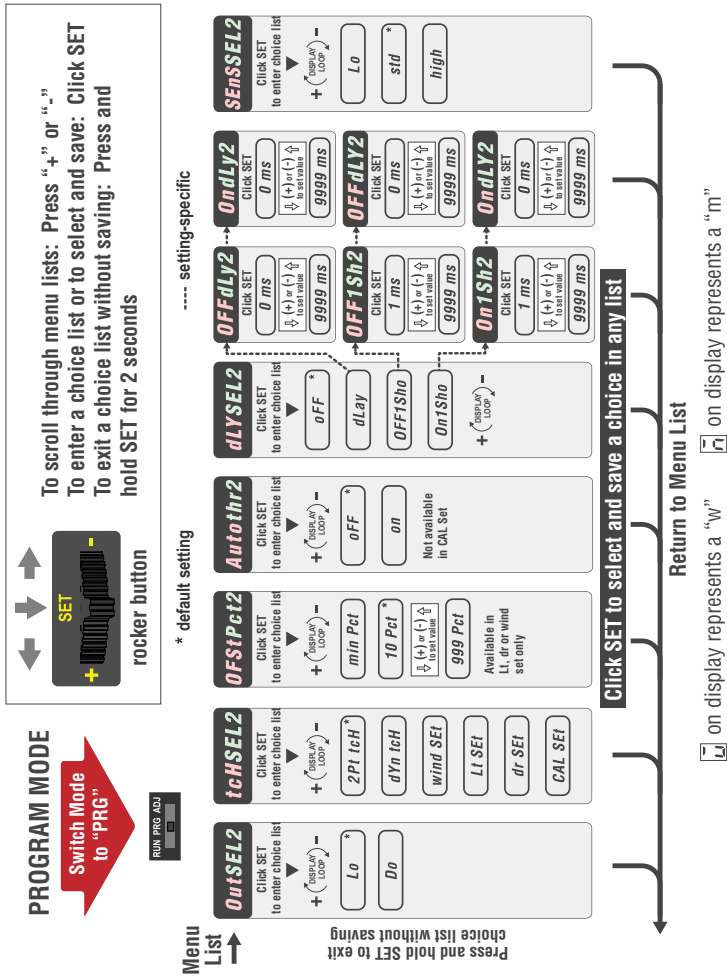 PROGRAM MODE
Switch Mode
to “PRG”
RUN PRG ADJ
+
SET
-
rocker button
To scroll through menu lists: Press “+” or “-”
To enter a choice list or to select and save: Click SET
To exit a choice list without saving: Press and
hold SET for 2 seconds
* default setting
---- setting-specific
Menu
List
Press and hold SET to exit
choice list without saving
OutSEL2
Click SET
to enter choice list
+ DISPLAY LOOP -
Lo *
Do
tcHSEL2
Click SET
to enter choice list
+ DISPLAY LOOP -
2Pt tcH *
dYn tcH
wind SEt
Lt SEt
dr SEt
CAL SEt
OFStPct2
Click SET
to enter choice list
+ DISPLAY LOOP -
min Pct
10 Pct *
(+) or (-)
to set value
999 Pct
Available in
Lt, dr or wind
set only
Autothr2
Click SET
to enter choice list
+ DISPLAY LOOP -
oFF *
on
Not available
in CAL Set
dLYSEL2
Click SET
to enter choice list
oFF *
dLay
OFF1Sho
On1Sho
+ DISPLAY LOOP -
OFFdLy2
Click SET
0 ms
(+) or (-)
to set value
9999 ms
OFF1Sh2
Click SET
1 ms
(+) or (-)
to set value
9999 ms
On1Sh2
Click SET
1 ms
(+) or (-)
to set value
9999 ms
OndLy2
Click SET
0 ms
(+) or (-)
to set value
9999 ms
OFFdLY2
Click SET
0 ms
(+) or (-)
to set value
9999 ms
OndLY2
Click SET
0 ms
(+) or (-)
to set value
9999 ms
SEnSSEL2
Click SET
to enter choice list
+ DISPLAY LOOP -
Lo
std *
high
Click SET to select and save a choice in any list
Return to Menu List
on display represents a “w”
on display represents a “m”